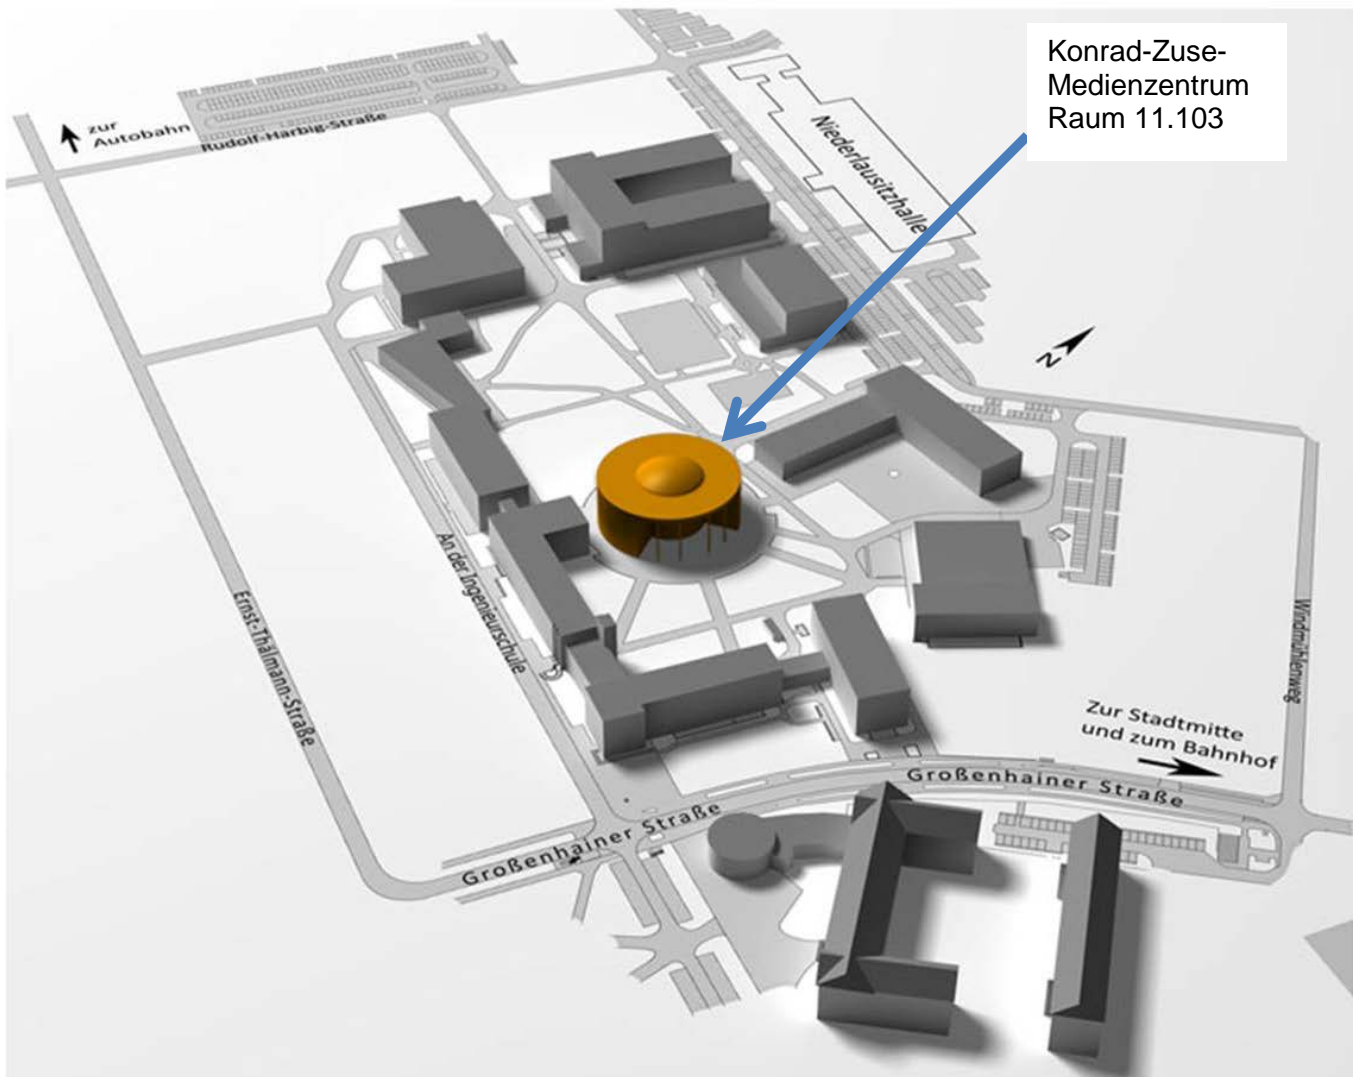 Konrad-Zuse-
Medienzentrum
Raum 11.103
zur
Autobahn
Rudolf-Harbig-Straße
Niederlausitzhalle
N
An der Ingenieurschule
Ernst-Thälmann-Straße
Windmühlenweg
Zur Stadtmitte
und zum Bahnhof
Großenhainer Straße
Großenhainer Straße